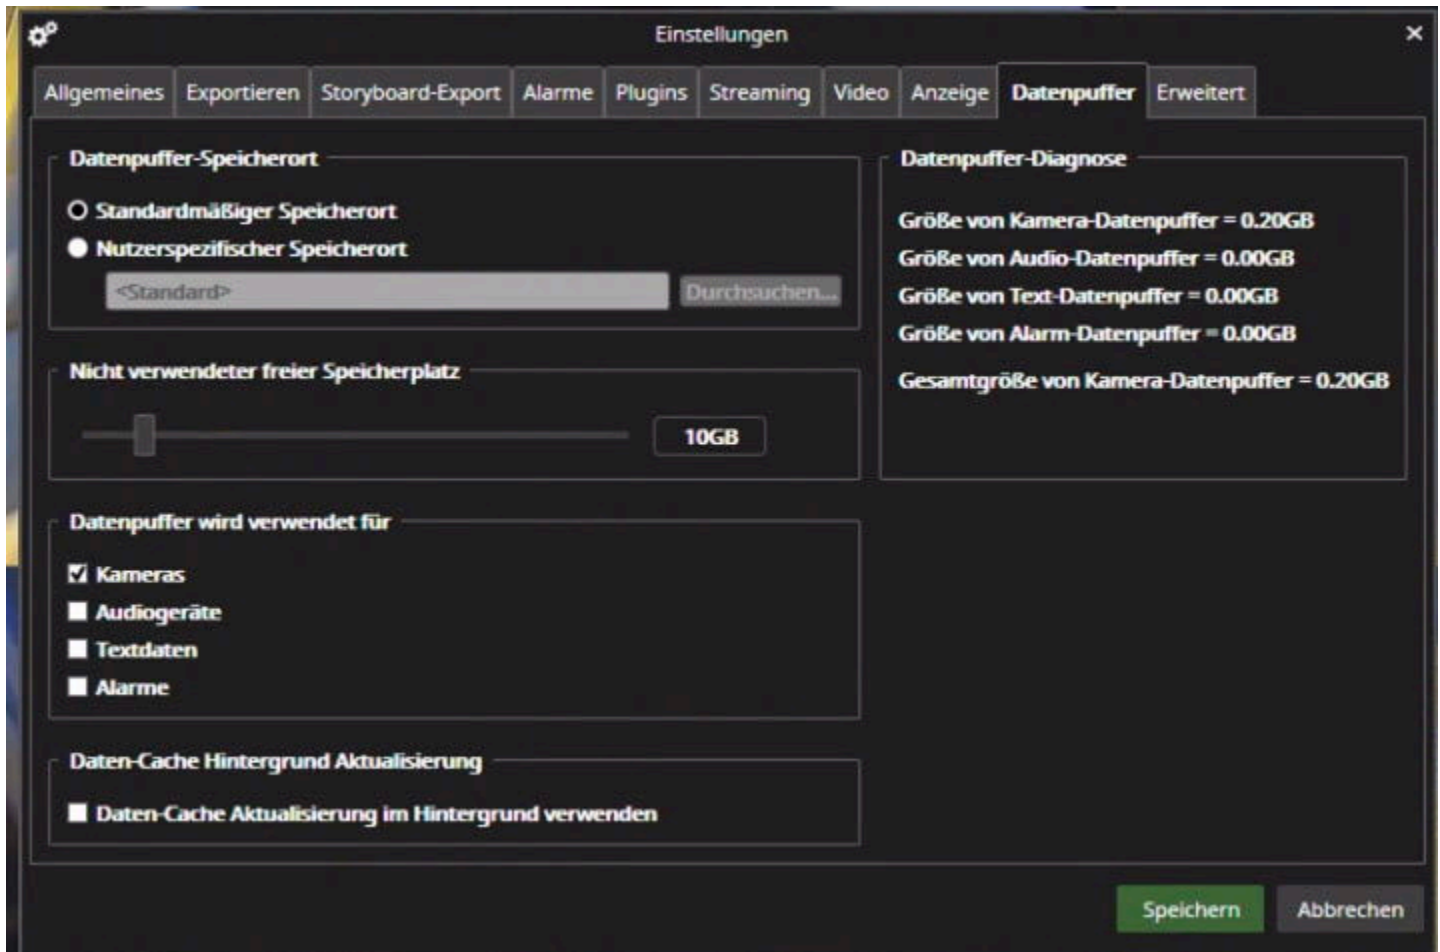 Einstellungen
Allgemeines Exportieren Storyboard-Export Alarme Plugins Streaming Video Anzeige Datenpuffer Erweitert
Datenpuffer-Speicherort
Standardmäßiger Speicherort
Nutzerspezifischer Speicherort
<Standard> Durchsuchen...
Nicht verwendeter freier Speicherplatz
10GB
Datenpuffer wird verwendet für
Kameras
Audiogeräte
Textdaten
Alarme
Daten-Cache Hintergrund Aktualisierung
Daten-Cache Aktualisierung im Hintergrund verwenden
Datenpuffer-Diagnose
Größe von Kamera-Datenpuffer = 0.20GB
Größe von Audio-Datenpuffer = 0.00GB
Größe von Text-Datenpuffer = 0.00GB
Größe von Alarm-Datenpuffer = 0.00GB
Gesamtgröße von Kamera-Datenpuffer = 0.20GB
Speichern Abbrechen